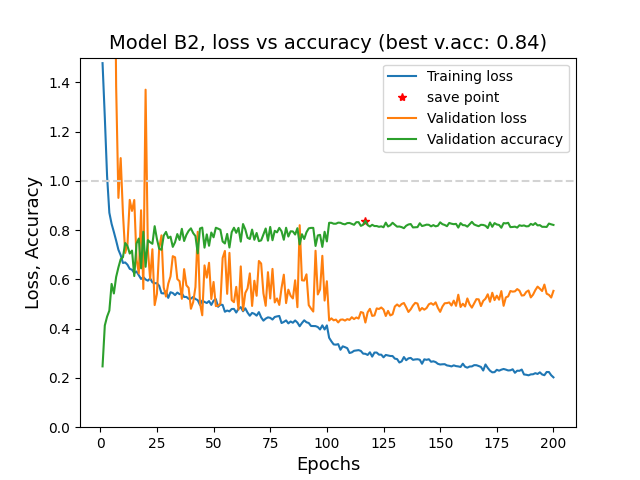 Model B2, loss vs accuracy (best v.acc: 0.84)
Training loss
save point
Validation loss
Validation accuracy
Loss, Accuracy
1.4
1.2
1.0
0.8
0.6
0.4
0.2
0.0
0 25 50 75 100 125 150 175 200
Epochs